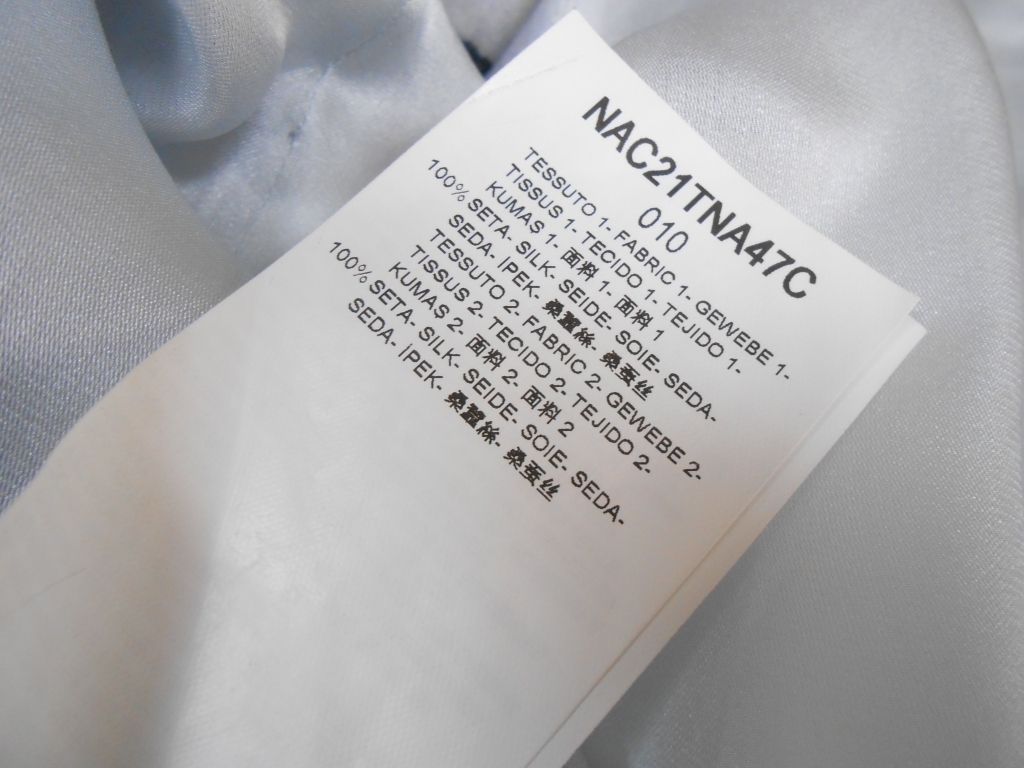 NAC21TNA47C
010
TESSUTO 1- FABRIC 1- GEWEBE 1-
TISSUS 1- TECIDO 1- TEJIDO 1-
KUMAŞ 1- 面料 1- 面料 1
100% SETA- SILK- SEIDE- SOIE- SEDA-
SEDA- İPEK- 桑蠶絲- 桑蚕丝
TESSUTO 2- FABRIC 2- GEWEBE 2-
TISSUS 2- TECIDO 2- TEJIDO 2-
KUMAŞ 2- 面料 2- 面料 2
100% SETA- SILK- SEIDE- SOIE- SEDA-
SEDA- İPEK- 桑蠶絲- 桑蚕丝